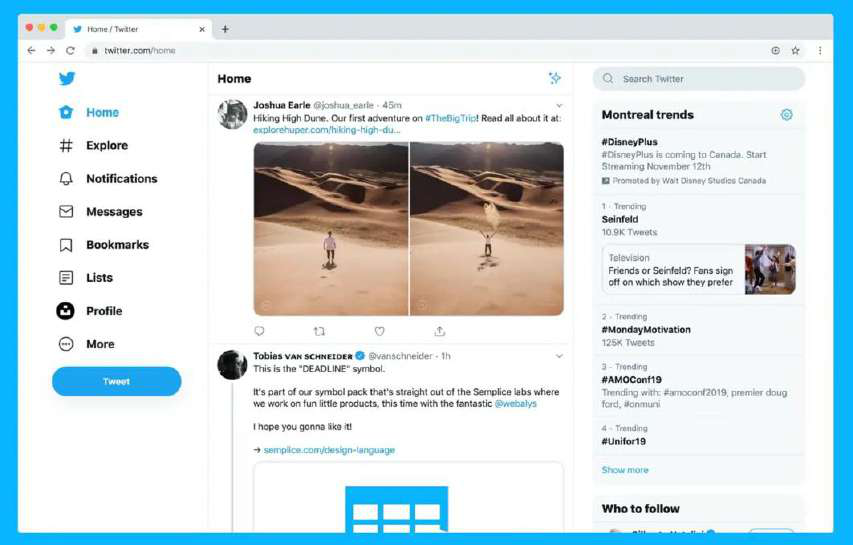 Home / Twitter
twitter.com/home
Home
Explore
Notifications
Messages
Bookmarks
Lists
Profile
More
Tweet
Home
Joshua Earle @joshua_earle · 45m
Hiking High Dune. Our first adventure on #TheBigTrip! Read all about it at:
explorehuper.com/hiking-high-du...
Tobias VAN SCHNEIDER @vanschneider · 1h
This is the "DEADLINE" symbol.
It's part of our symbol pack that's straight out of the Semplice labs where
we work on fun little products, this time with the fantastic @webalys
I hope you gonna like it!
→ semplice.com/design-language
Search Twitter
Montreal trends
#DisneyPlus
#DisneyPlus is coming to Canada. Start
Streaming November 12th
Promoted by Walt Disney Studios Canada
1 · Trending
Seinfeld
10.9K Tweets
Television
Friends or Seinfeld? Fans sign
off on which show they prefer
2 · Trending
#MondayMotivation
125K Tweets
3 · Trending
#AMOConf19
Trending with: #amoconf2019, premier doug
ford, #onmuni
4 · Trending
#Unifor19
Show more
Who to follow